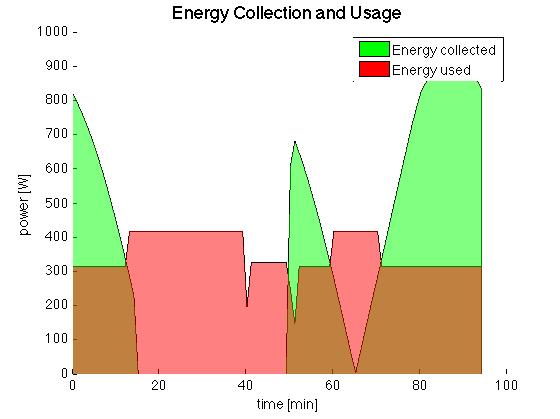 Energy Collection and Usage
1000
900
800
700
600
500
400
300
200
100
0
power [W]
Energy collected
Energy used
0 20 40 60 80 100
time [min]